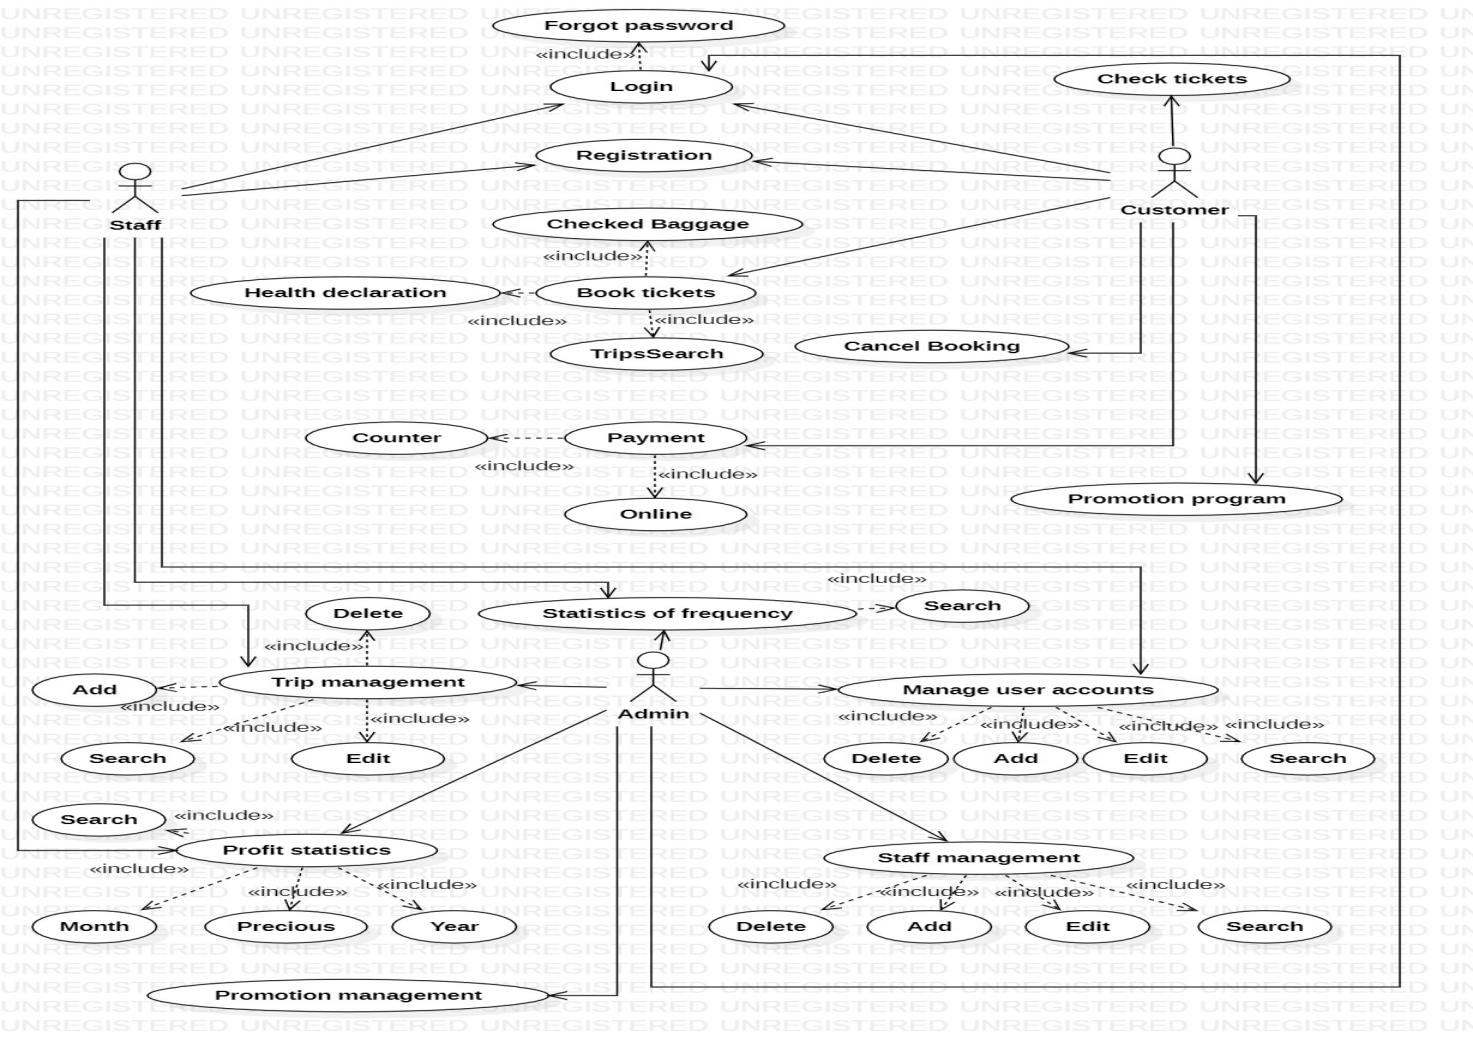 Forgot password
«include»
Login
Check tickets
Registration
Staff
Customer
Checked Baggage
«include»
Health declaration
Book tickets
«include»
«include»
TripsSearch
Cancel Booking
Counter
Payment
«include»
«include»
Online
Promotion program
«include»
Delete
Statistics of frequency
Search
«include»
Add
Trip management
Admin
Manage user accounts
«include»
«include»
«include»
«include»
«include»
«include»
«include»
Search
Edit
Delete
Add
Edit
Search
Search
«include»
Profit statistics
Staff management
«include»
«include»
«include»
«include»
«include»
«include»
«include»
Month
Precious
Year
Delete
Add
Edit
Search
Promotion management